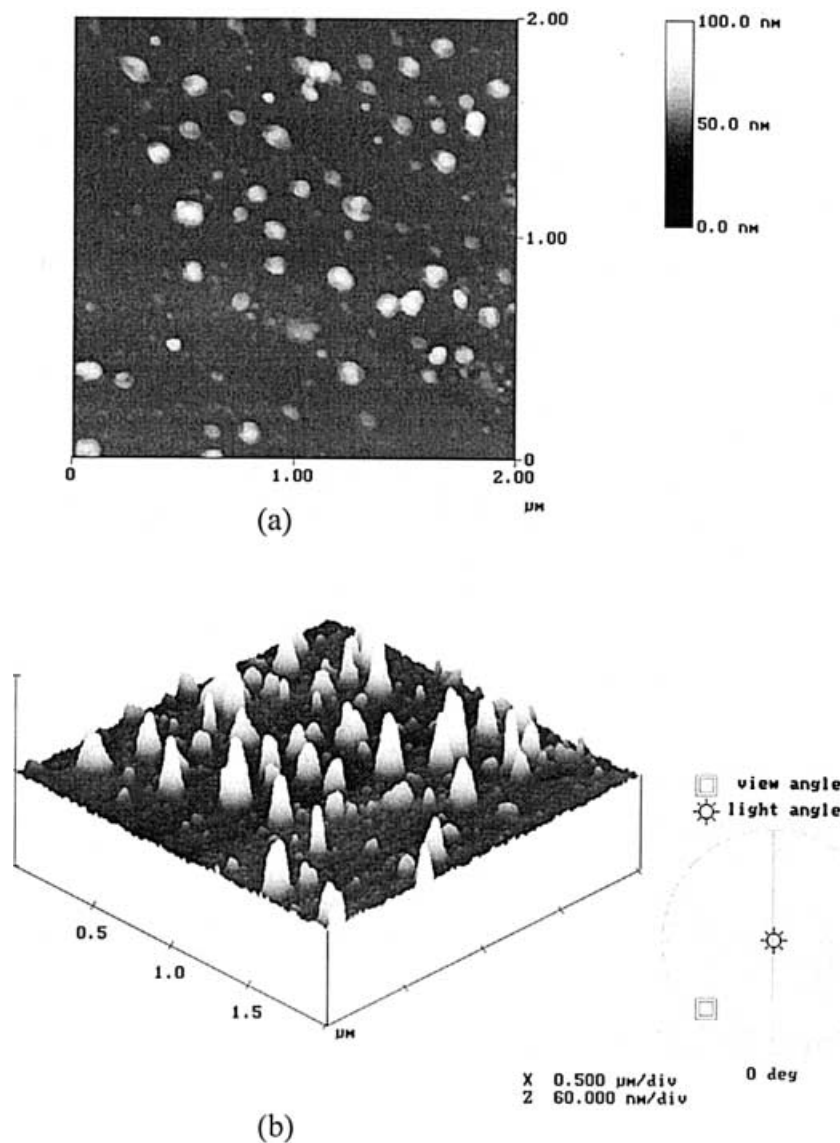 2.00
100.0 nm
50.0 nm
0.0 nm
1.00
0
0
1.00
2.00
μm
(a)
view angle
light angle
0.5
1.0
1.5
μm
0 deg
X 0.500 μm/div
Z 60.000 nm/div
(b)